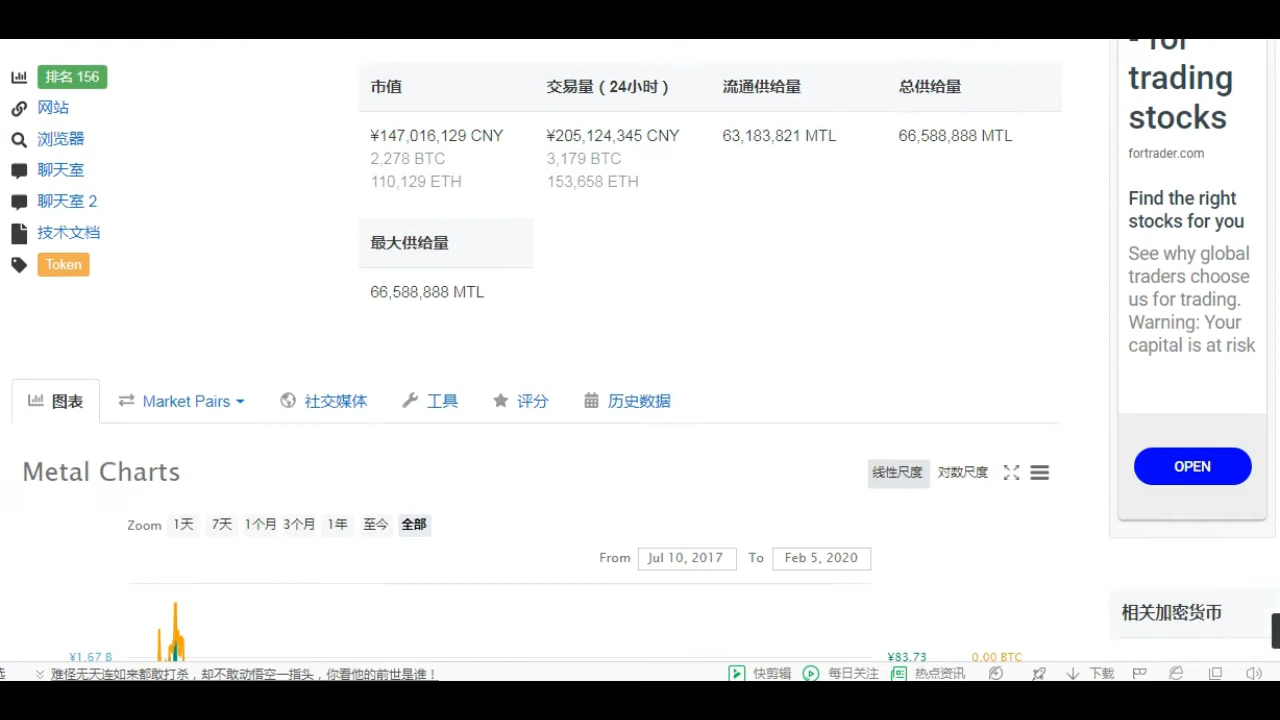 排名 156
网站
浏览器
聊天室
聊天室 2
技术文档
Token
市值
交易量 ( 24小时 )
流通供给量
总供给量
¥147,016,129 CNY
¥205,124,345 CNY
63,183,821 MTL
66,588,888 MTL
2,278 BTC
3,179 BTC
110,129 ETH
153,658 ETH
最大供给量
66,588,888 MTL
图表
Market Pairs
社交媒体
工具
评分
历史数据
Metal Charts
线性尺度
对数尺度
Zoom 1天 7天 1个月 3个月 1年 至今 全部
From Jul 10, 2017 To Feb 5, 2020
¥1.67 B
¥83.73
0.00 BTC
- for
trading
stocks
fortrader.com
Find the right
stocks for you
See why global
traders choose
us for trading.
Warning: Your
capital is at risk
OPEN
相关加密货币
难怪无天连如来都敢打杀，却不敢动悟空一指头，你看他的前世是谁！
快剪辑
每日关注
热点资讯
下载